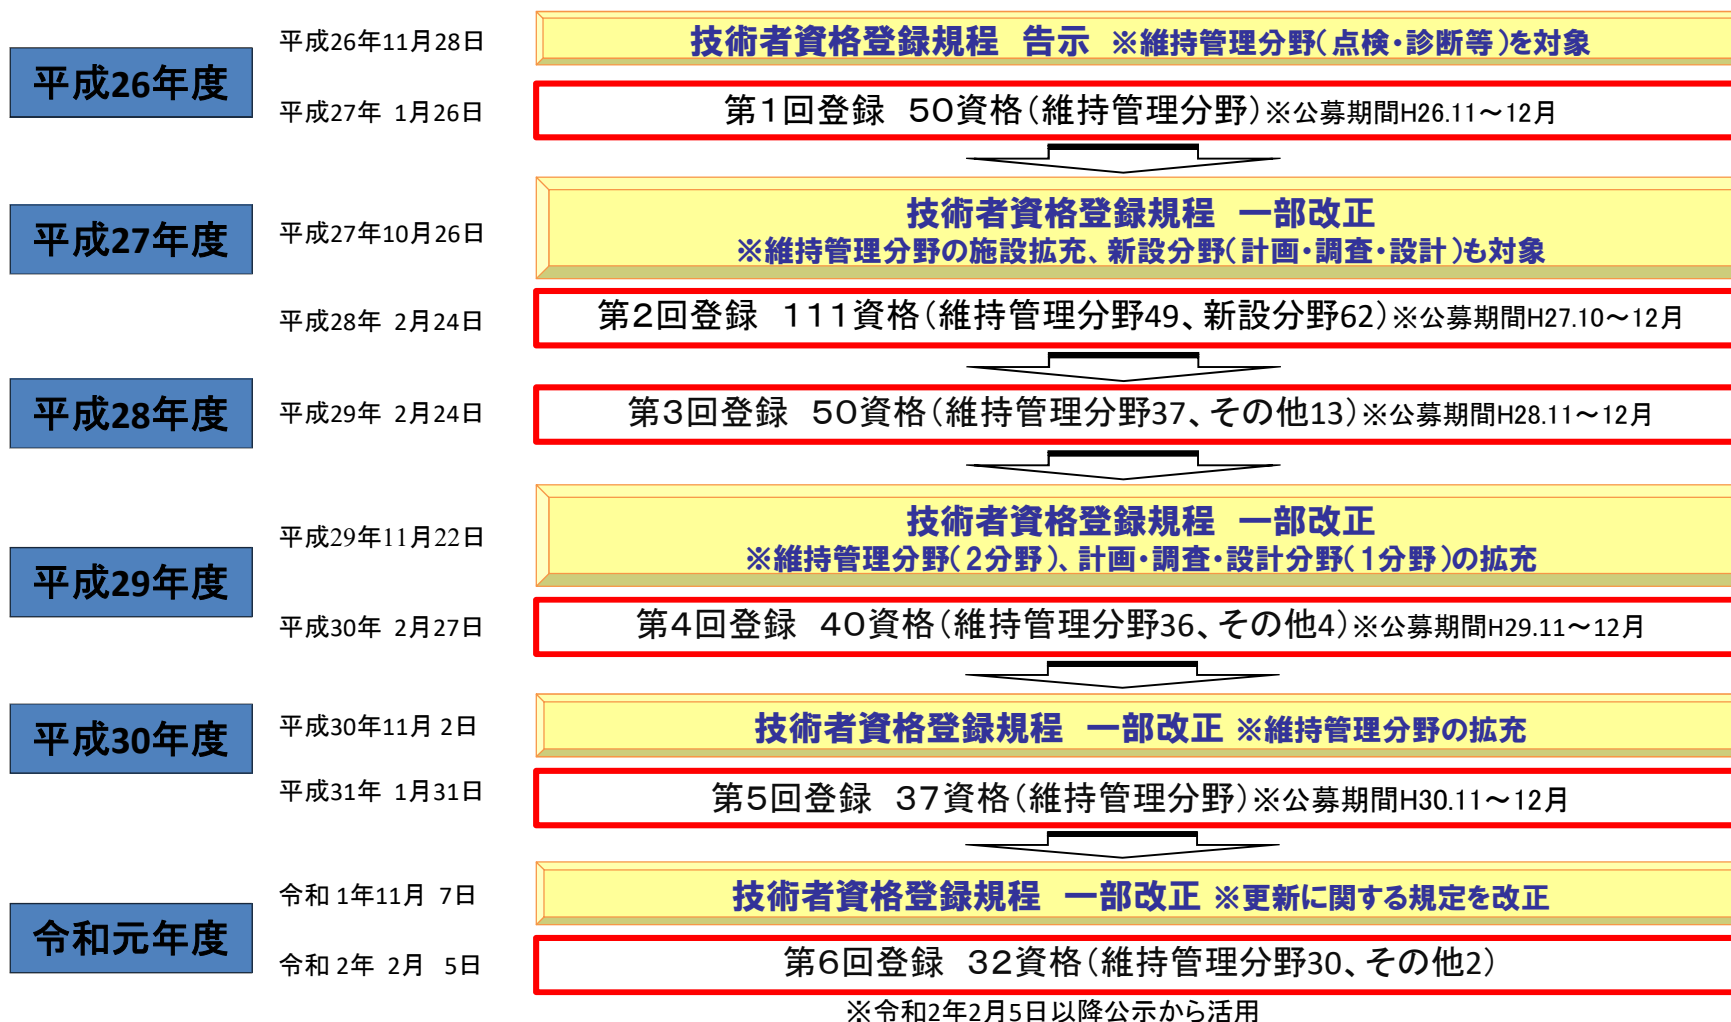 平成26年度
平成26年11月28日
技術者資格登録規程 告示 ※維持管理分野(点検・診断等)を対象
平成27年 1月26日
第1回登録 50資格(維持管理分野)※公募期間H26.11~12月
平成27年度
平成27年10月26日
技術者資格登録規程 一部改正
※維持管理分野の施設拡充、新設分野(計画・調査・設計)も対象
平成28年 2月24日
第2回登録 111資格(維持管理分野49、新設分野62)※公募期間H27.10~12月
平成28年度
平成29年 2月24日
第3回登録 50資格(維持管理分野37、その他13)※公募期間H28.11~12月
平成29年度
平成29年11月22日
技術者資格登録規程 一部改正
※維持管理分野(2分野)、計画・調査・設計分野(1分野)の拡充
平成30年 2月27日
第4回登録 40資格(維持管理分野36、その他4)※公募期間H29.11~12月
平成30年度
平成30年11月 2日
技術者資格登録規程 一部改正 ※維持管理分野の拡充
平成31年 1月31日
第5回登録 37資格(維持管理分野)※公募期間H30.11~12月
令和元年度
令和 1年11月 7日
技術者資格登録規程 一部改正 ※更新に関する規定を改正
令和 2年 2月 5日
第6回登録 32資格(維持管理分野30、その他2)
※令和2年2月5日以降公示から活用